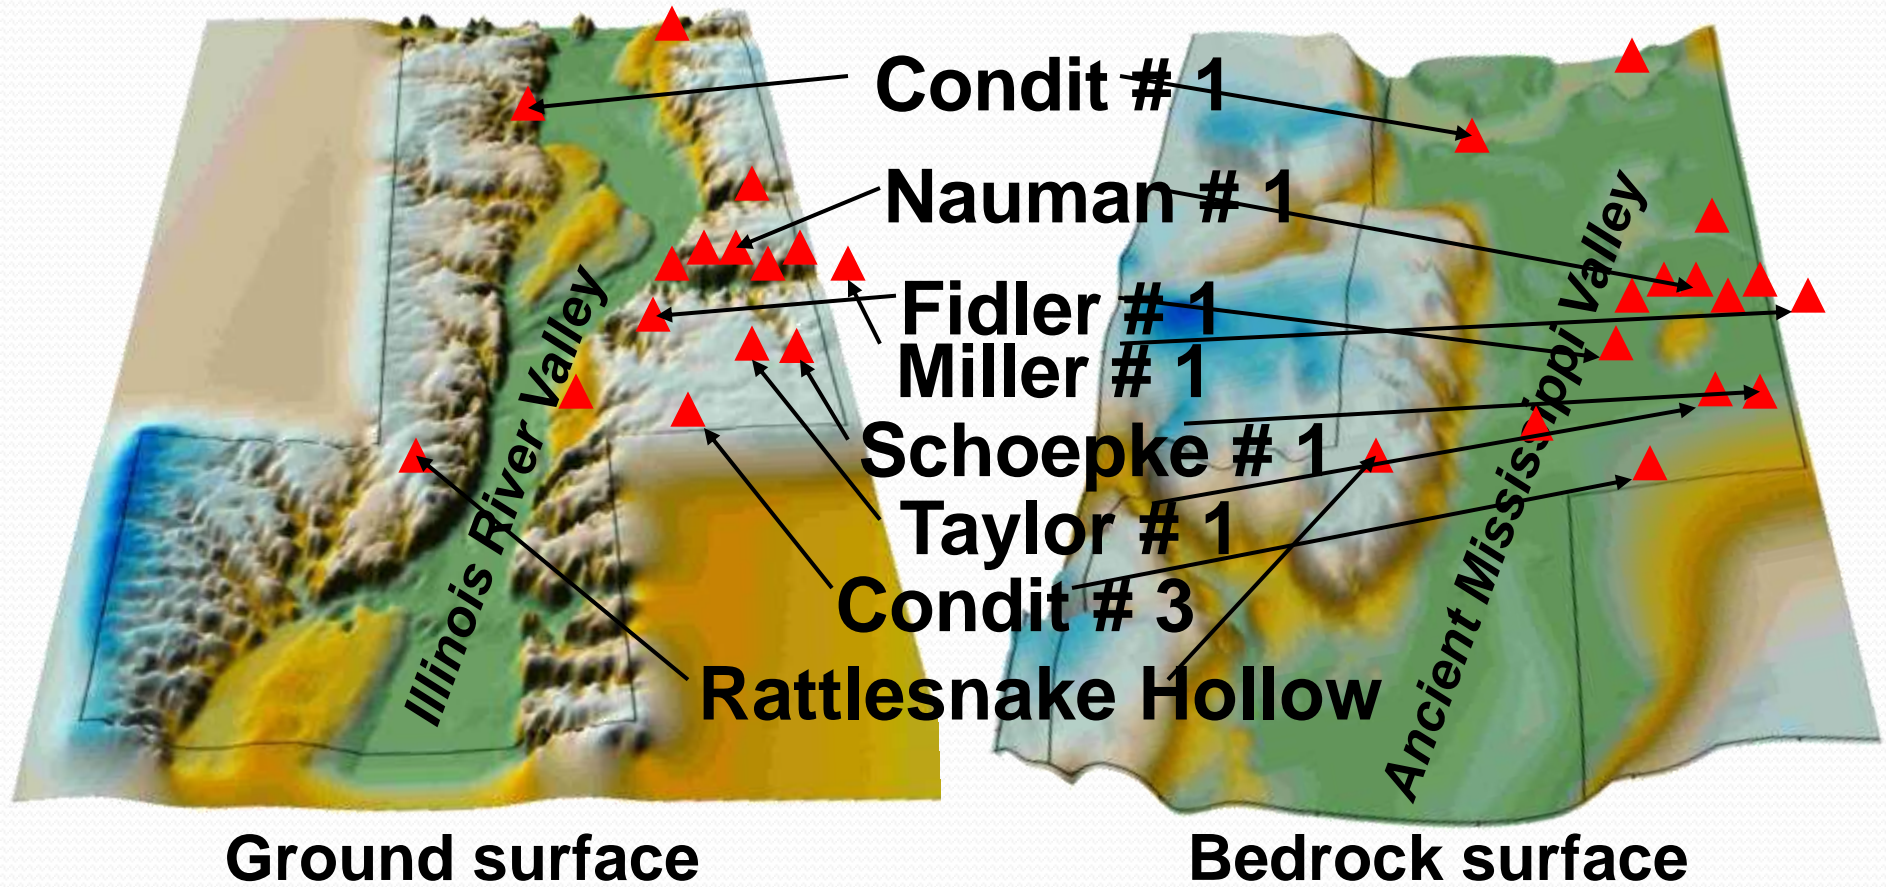 Condit # 1
Nauman # 1
Fidler # 1
Miller # 1
Schoepke # 1
Taylor # 1
Condit # 3
Rattlesnake Hollow
Illinois River Valley
Ancient Mississippi Valley
Ground surface
Bedrock surface